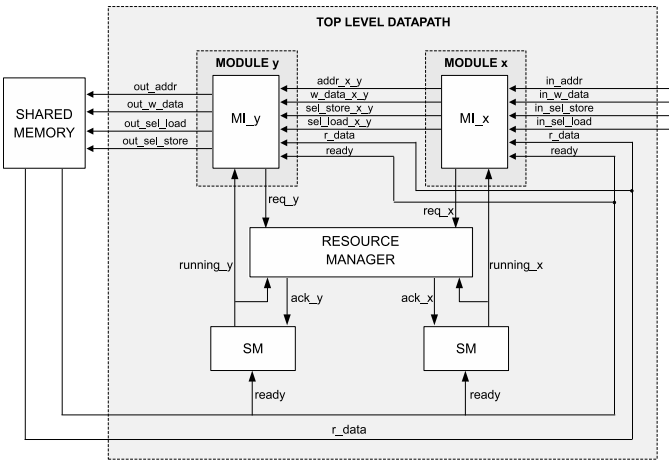 TOP LEVEL DATAPATH
MODULE y
MODULE x
SHARED
MEMORY
MI_y
MI_x
out_addr
out_w_data
out_sel_load
out_sel_store
addr_x_y
w_data_x_y
sel_store_x_y
sel_load_x_y
r_data
ready
in_addr
in_w_data
in_sel_store
in_sel_load
r_data
ready
req_y
req_x
RESOURCE
MANAGER
running_y
running_x
ack_y
ack_x
SM
SM
ready
ready
r_data